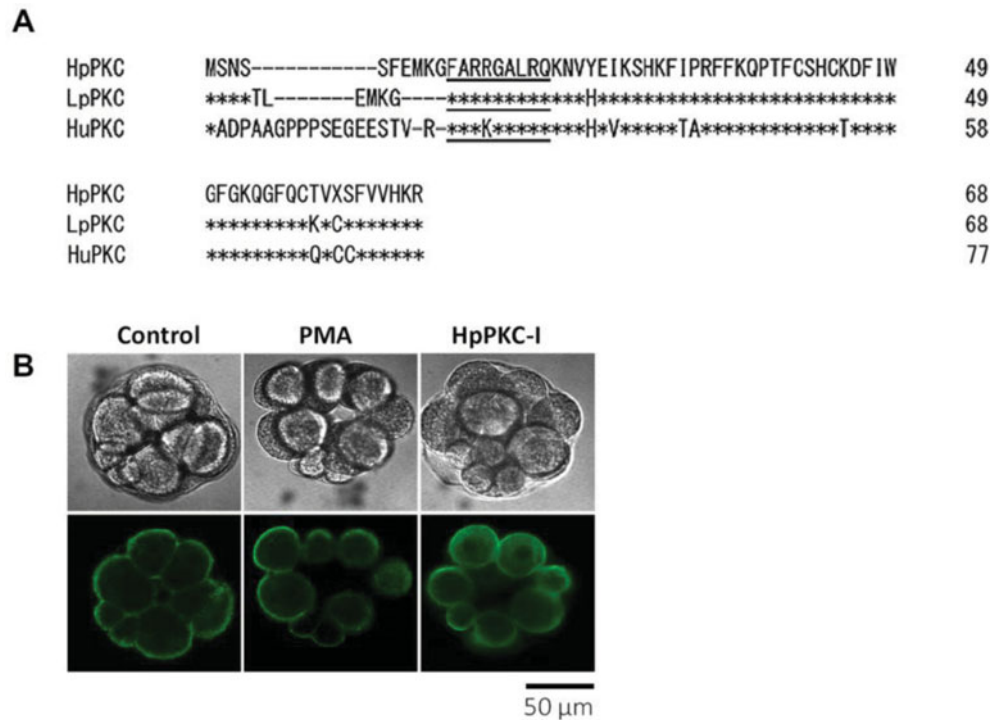 A
HpPKC MSNS-----------SFEMKGFARRGALRQKNVYEIKSHKFIPRFFKQPTFCSHCKDFIW 49
LpPKC ****TL-------EMKG----************H************************** 49
HuPKC *ADPAAGPPPSEGEESTV-R-***K********H*V****TA************T**** 58
HpPKC GFGKQGFQCTVXSFVVHKR 68
LpPKC *********K*C******* 68
HuPKC *********Q*CC****** 77
Control PMA HpPKC-I
B
50 µm